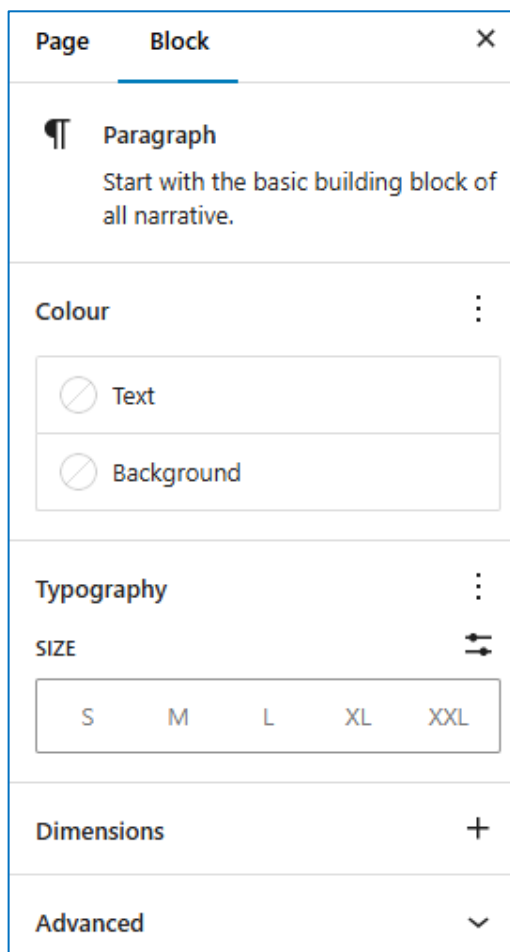 Page Block
Paragraph
Start with the basic building block of
all narrative.
Colour
Text
Background
Typography
SIZE
S M L XL XXL
Dimensions
Advanced